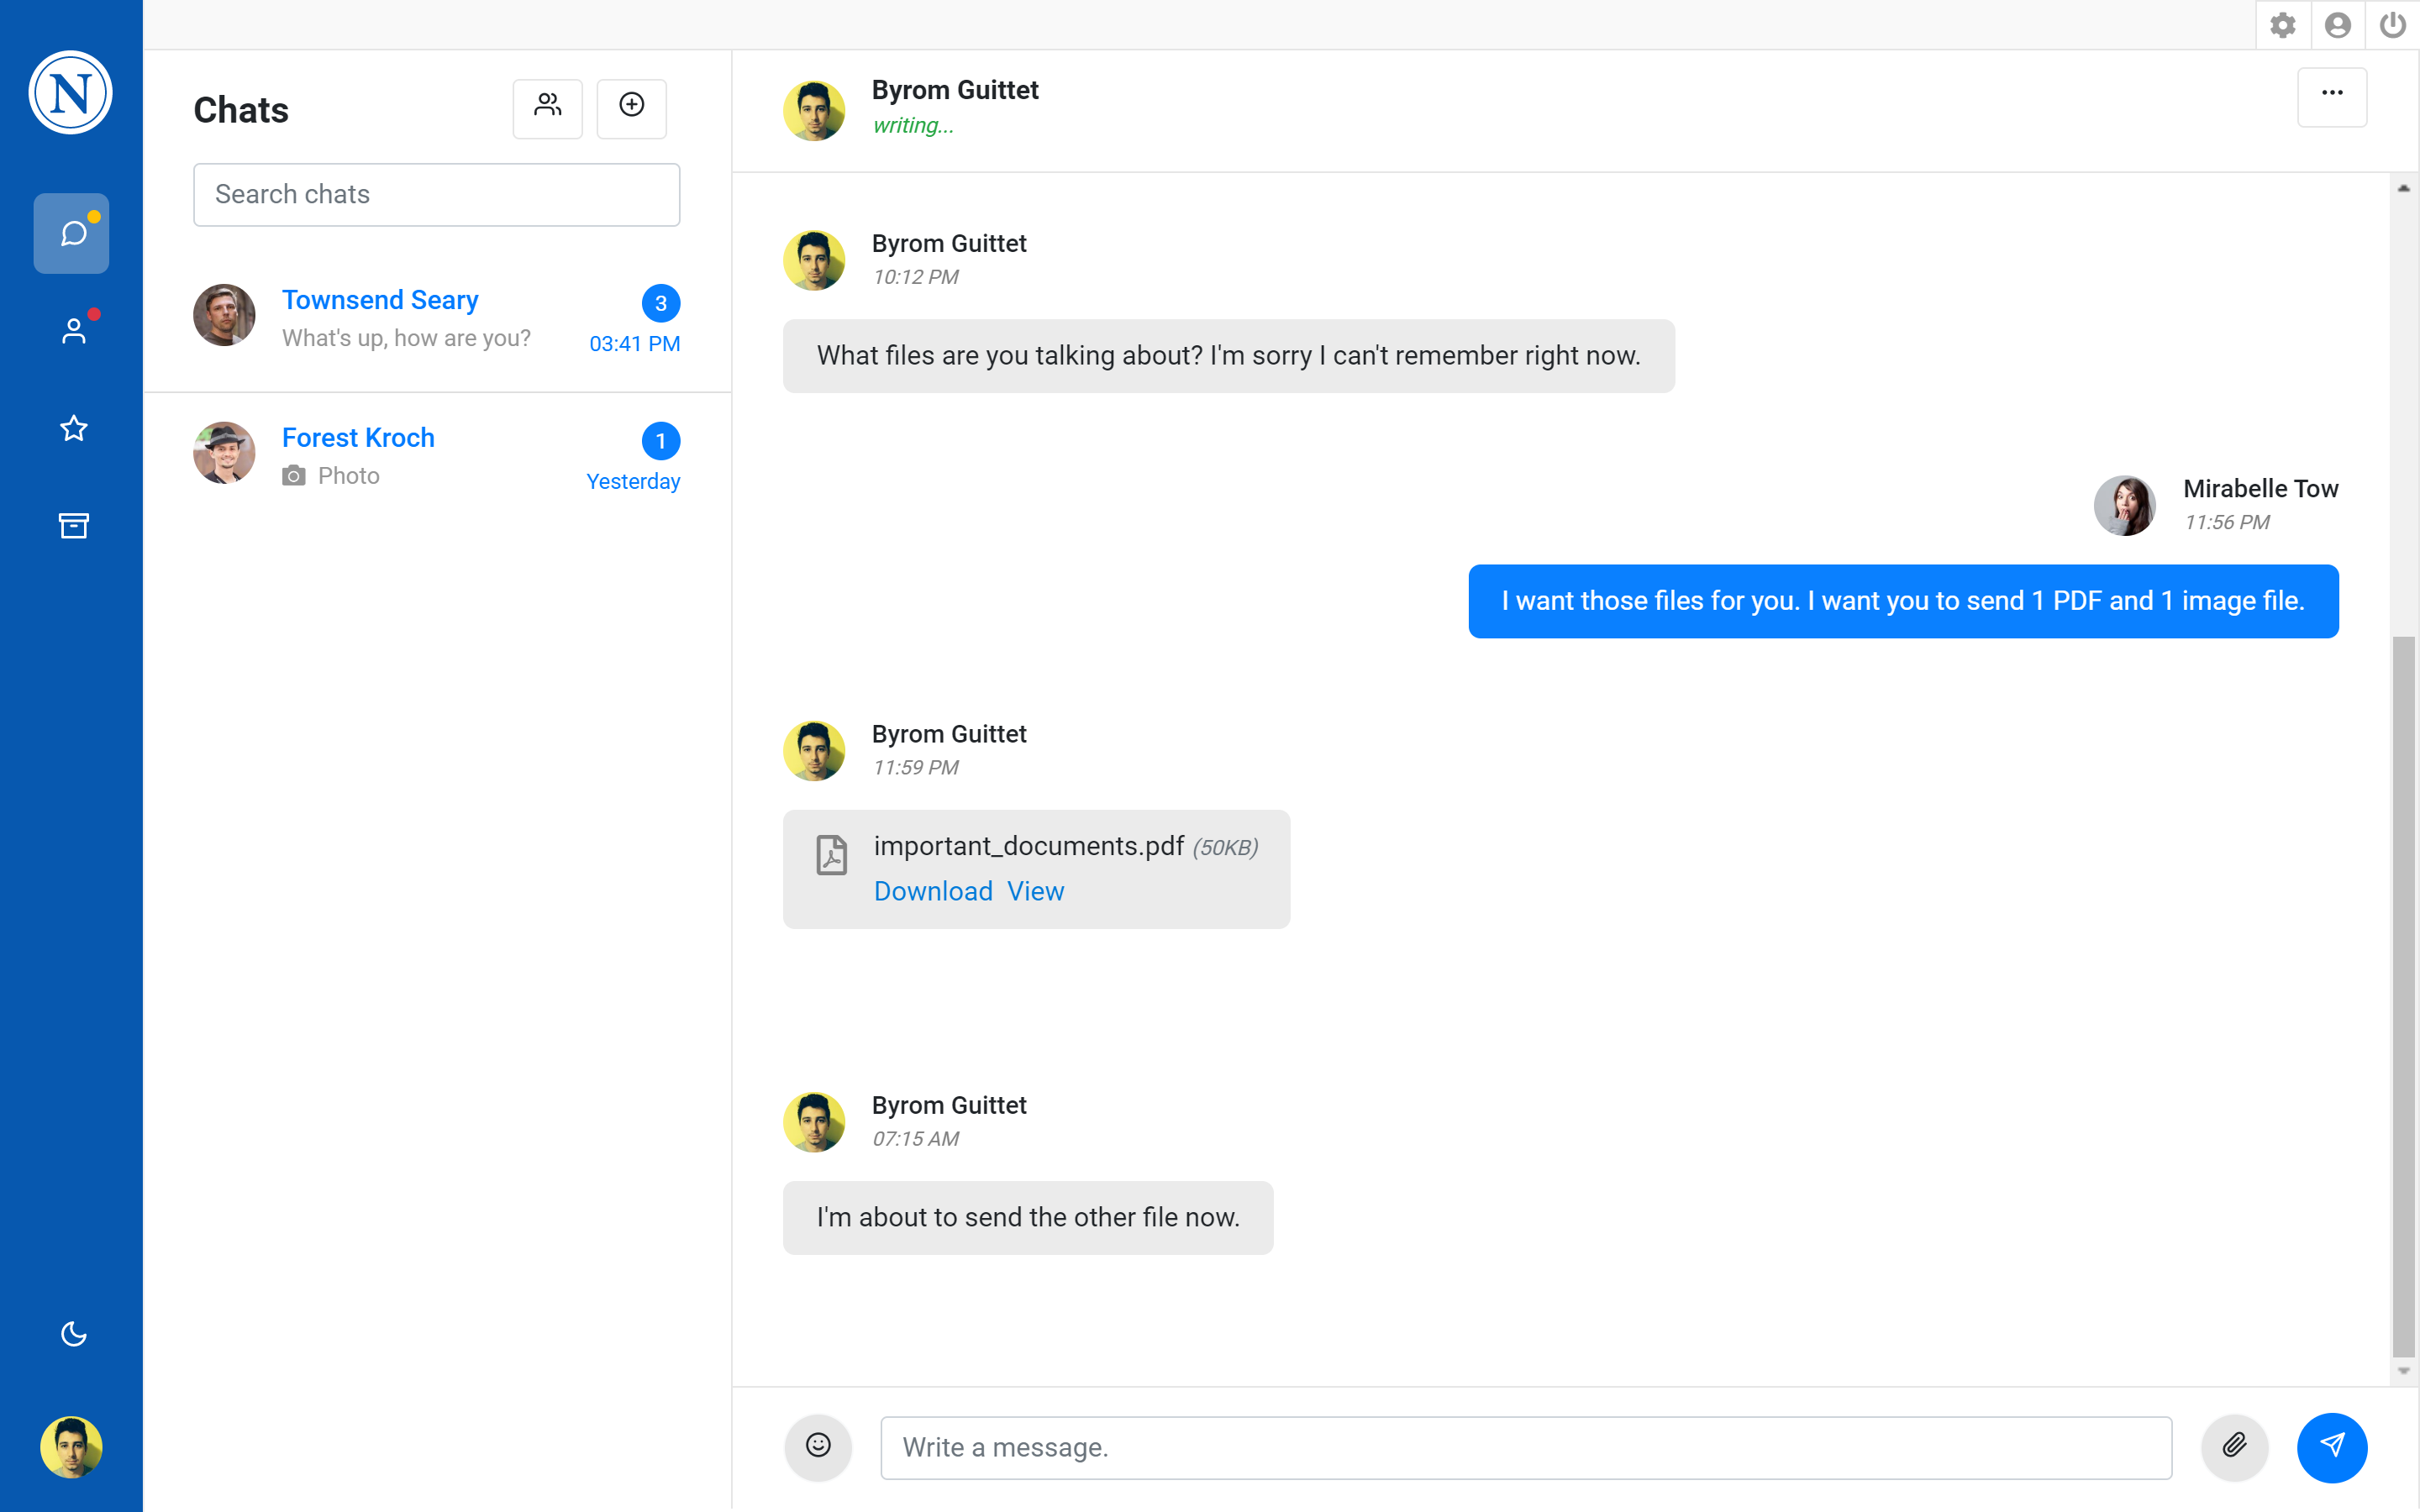 N
Chats
Search chats
Townsend Seary
3
What's up, how are you?
03:41 PM
Forest Kroch
1
Photo
Yesterday
Byrom Guittet
writing...
Byrom Guittet
10:12 PM
What files are you talking about? I'm sorry I can't remember right now.
Mirabelle Tow
11:56 PM
I want those files for you. I want you to send 1 PDF and 1 image file.
Byrom Guittet
11:59 PM
important_documents.pdf (50KB)
Download View
Byrom Guittet
07:15 AM
I'm about to send the other file now.
Write a message.